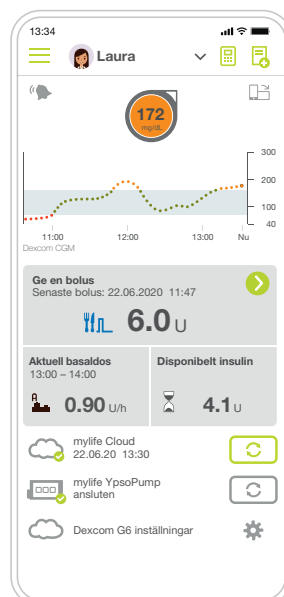 13:34
Laura
172
mg/dL
300
200
100
40
11:00 12:00 13:00 Nu
Dexcom CGM
Ge en bolus
Senaste bolus: 22.06.2020 11:47
6.0 U
Aktuell basaldos
13:00 – 14:00
A
0.90 U/h
Disponibelt insulin
4.1 U
mylife Cloud
22.06.20 13:30
mylife YpsoPump
ansluten
Dexcom G6 inställningar